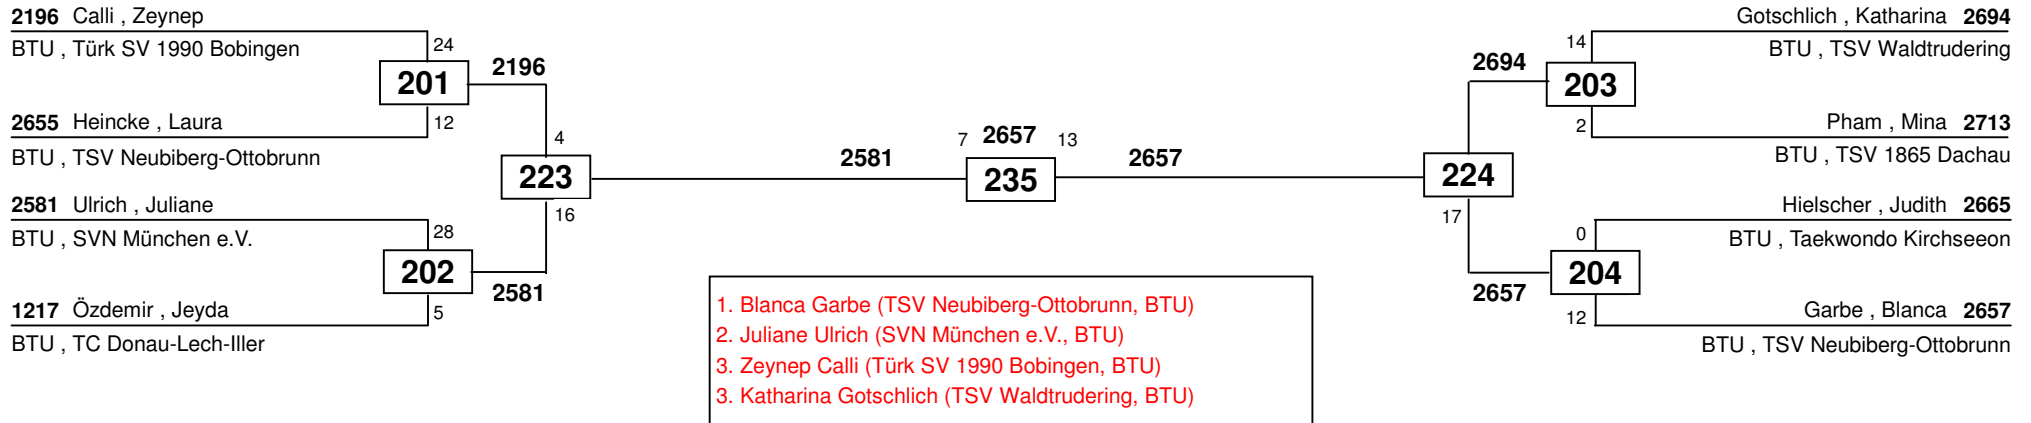 2196 Calli , Zeynep
BTU , Türk SV 1990 Bobingen
24
201
2196
2655 Heincke , Laura
12
BTU , TSV Neubiberg-Ottobrunn
4
223
2581
16
2581 Ulrich , Juliane
BTU , SVN München e.V.
28
202
2581
1217 Özdemir , Jeyda
5
BTU , TC Donau-Lech-Iller
7 2657 13
235
2657
Gotschlich , Katharina 2694
14
BTU , TSV Waldtrudering
2694
203
Pham , Mina 2713
2
BTU , TSV 1865 Dachau
224
17
Hielscher , Judith 2665
0
BTU , Taekwondo Kirchseeon
204
2657
Garbe , Blanca 2657
12
BTU , TSV Neubiberg-Ottobrunn
1. Blanca Garbe (TSV Neubiberg-Ottobrunn, BTU)
2. Juliane Ulrich (SVN München e.V., BTU)
3. Zeynep Calli (Türk SV 1990 Bobingen, BTU)
3. Katharina Gotschlich (TSV Waldtrudering, BTU)